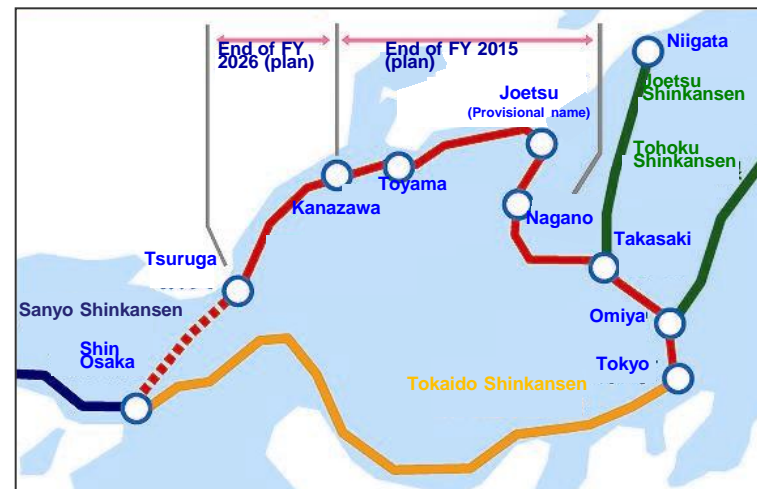 End of FY
2026 (plan)
End of FY 2015
(plan)
Niigata
Joetsu
Shinkansen
Joetsu
(Provisional name)
Tohoku
Shinkansen
Toyama
Kanazawa
Nagano
Takasaki
Tsuruga
Sanyo Shinkansen
Omiya
Shin
Osaka
Tokyo
Tokaido Shinkansen